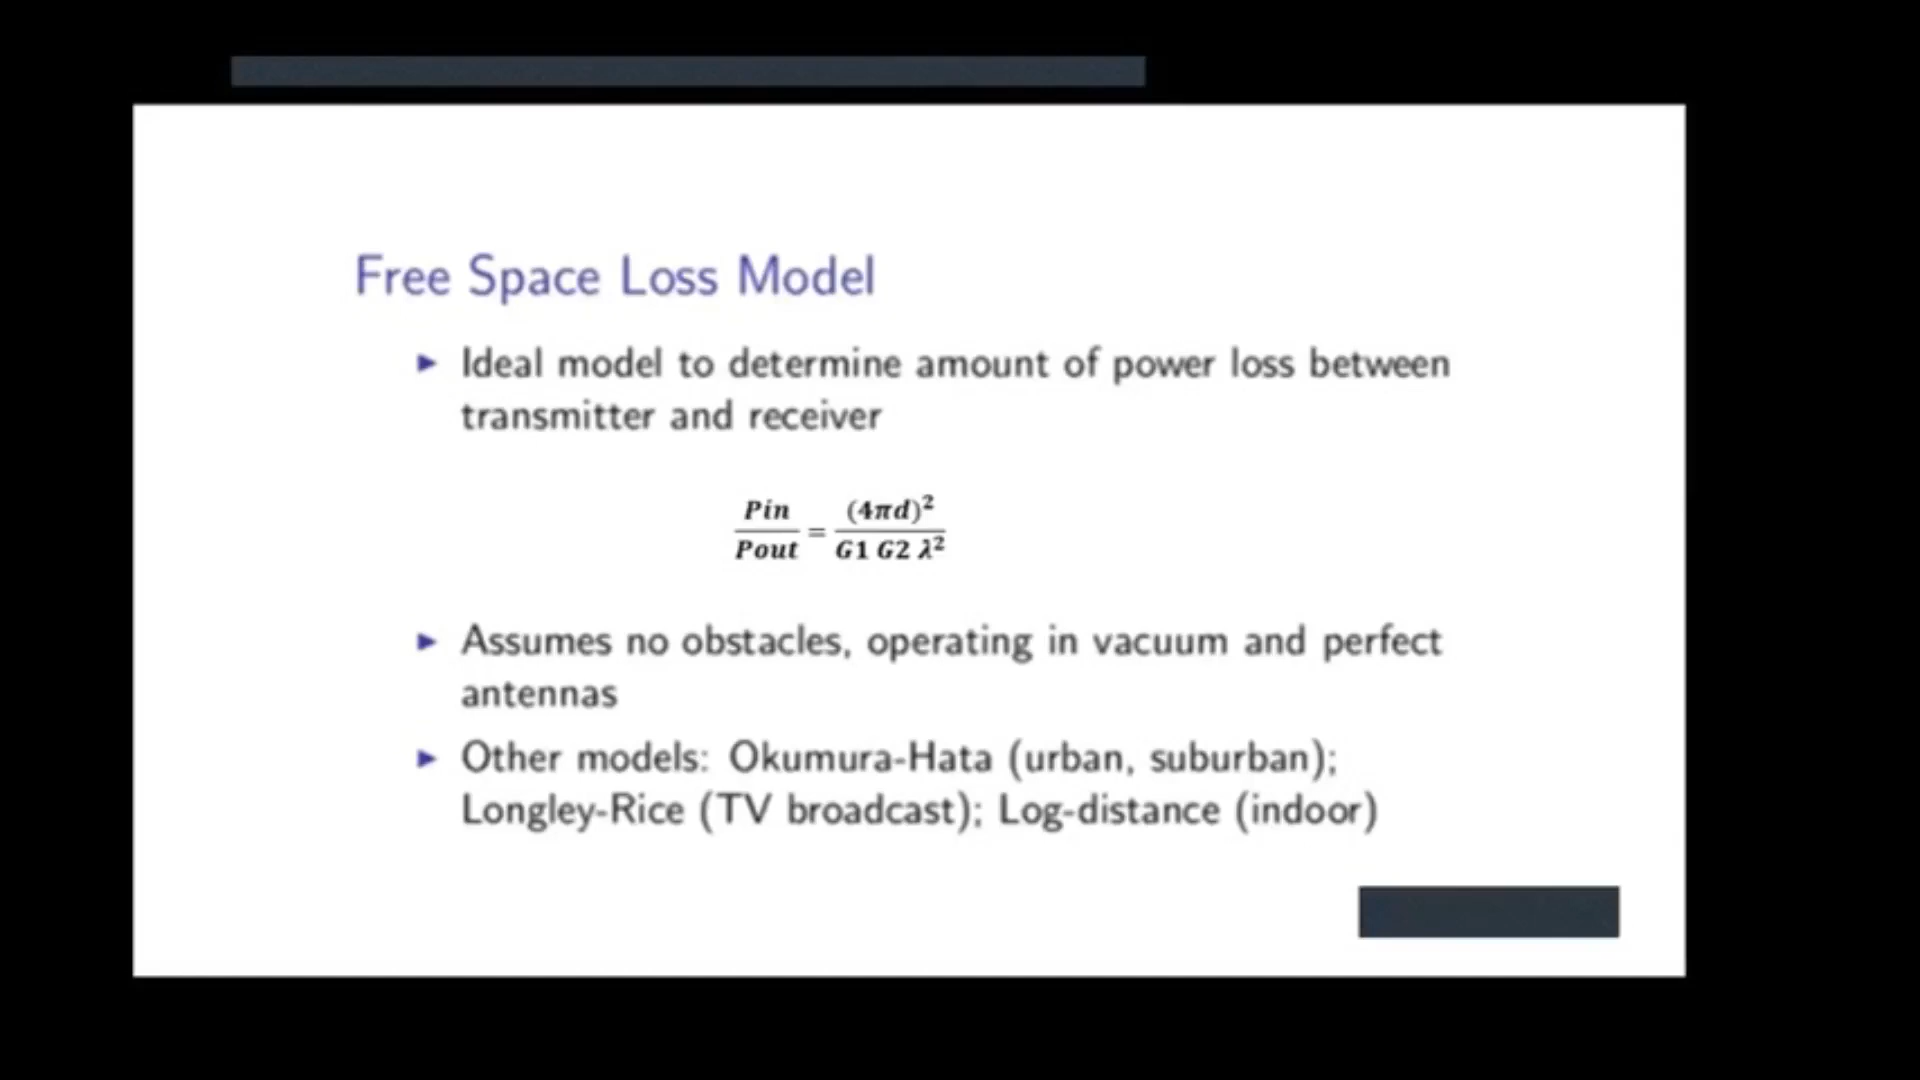 Free Space Loss Model
► Ideal model to determine amount of power loss between
transmitter and receiver
Pin / Pout = (4πd)² / G1 G2 λ²
► Assumes no obstacles, operating in vacuum and perfect
antennas
► Other models: Okumura-Hata (urban, suburban);
Longley-Rice (TV broadcast); Log-distance (indoor)